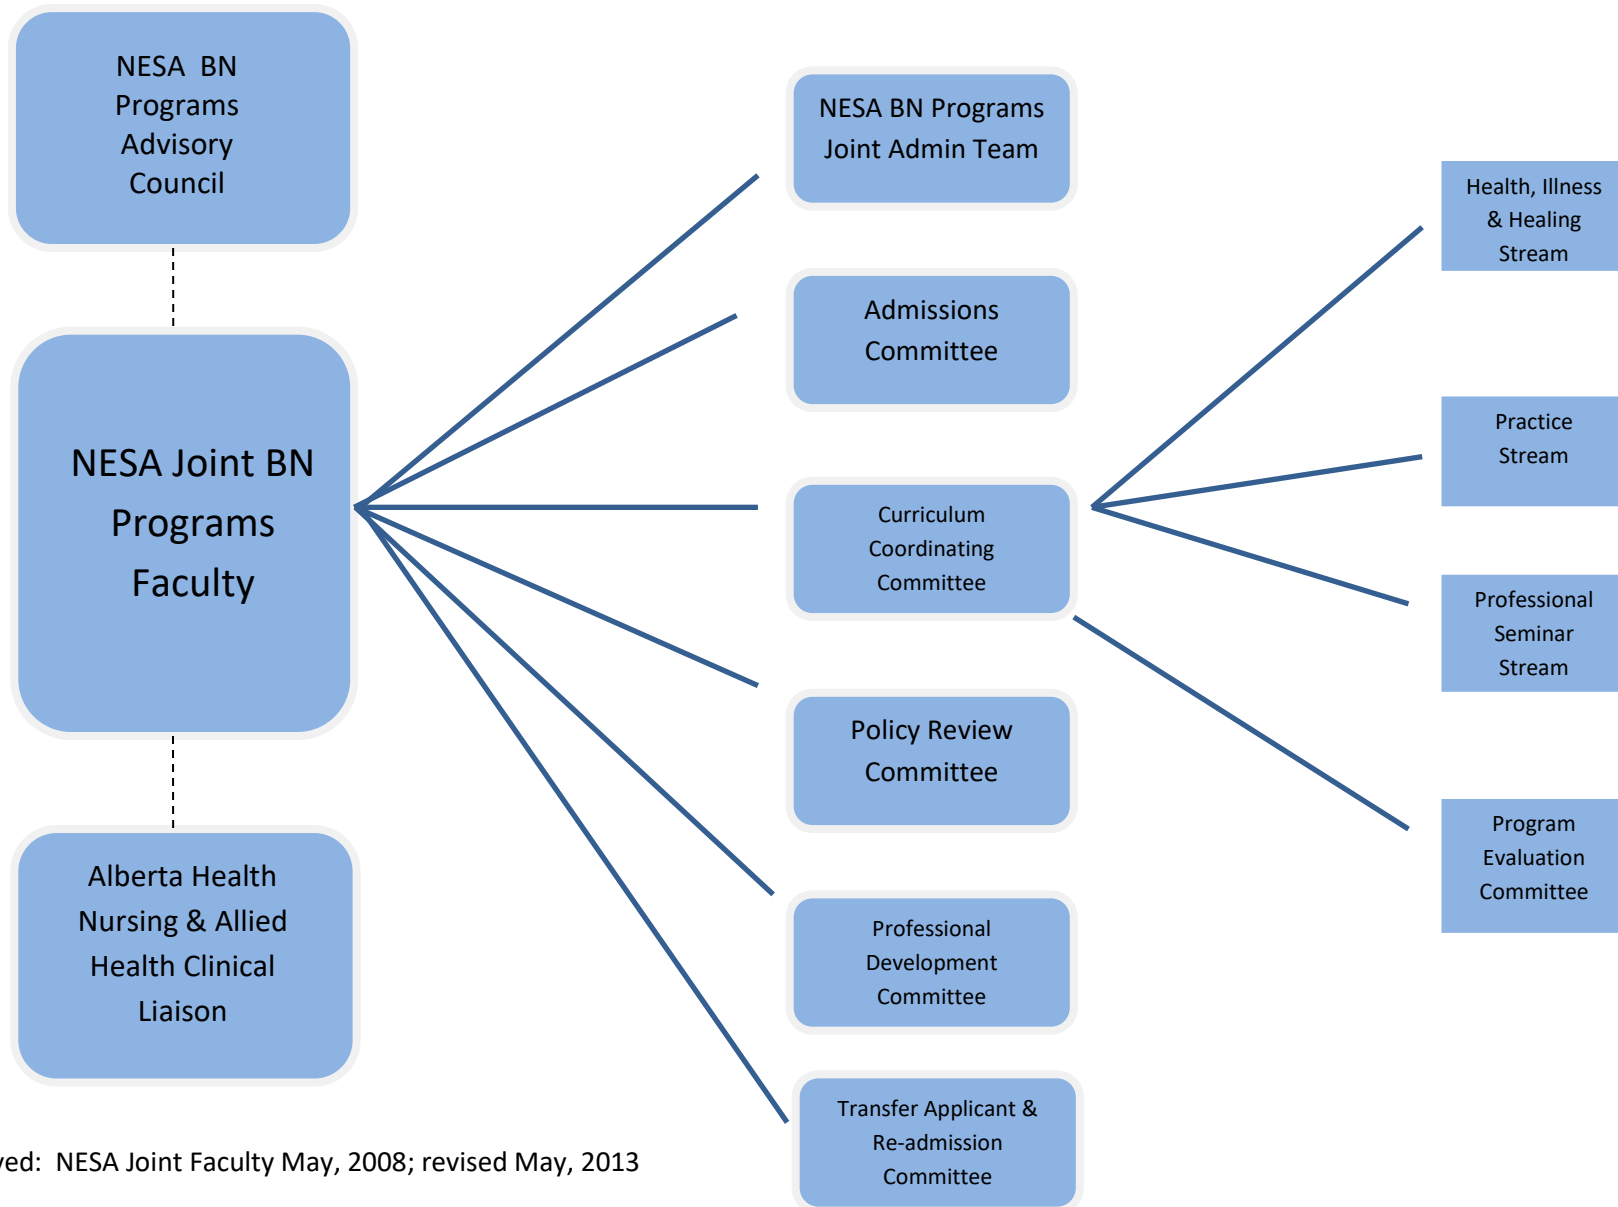 NESA BN
Programs
Advisory
Council
NESA Joint BN
Programs
Faculty
Alberta Health
Nursing & Allied
Health Clinical
Liaison
NESA BN Programs
Joint Admin Team
Admissions
Committee
Curriculum
Coordinating
Committee
Policy Review
Committee
Professional
Development
Committee
Transfer Applicant &
Re-admission
Committee
Health, Illness
& Healing
Stream
Practice
Stream
Professional
Seminar
Stream
Program
Evaluation
Committee
NESA Joint Faculty May, 2008; revised May, 2013